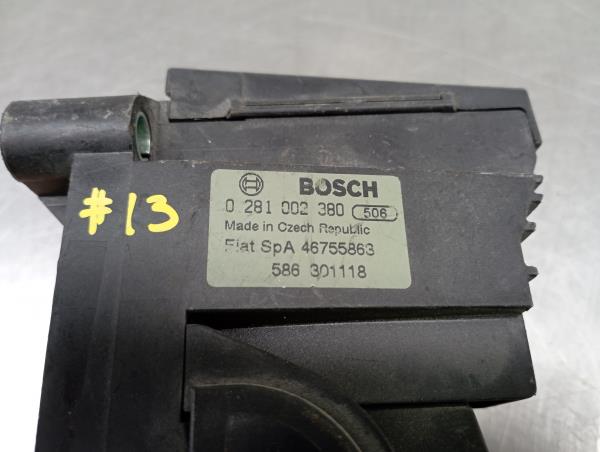 BOSCH
0 281 002 380 506
Made in Czech Republic
Fiat SpA 46755863
586 301118
#13